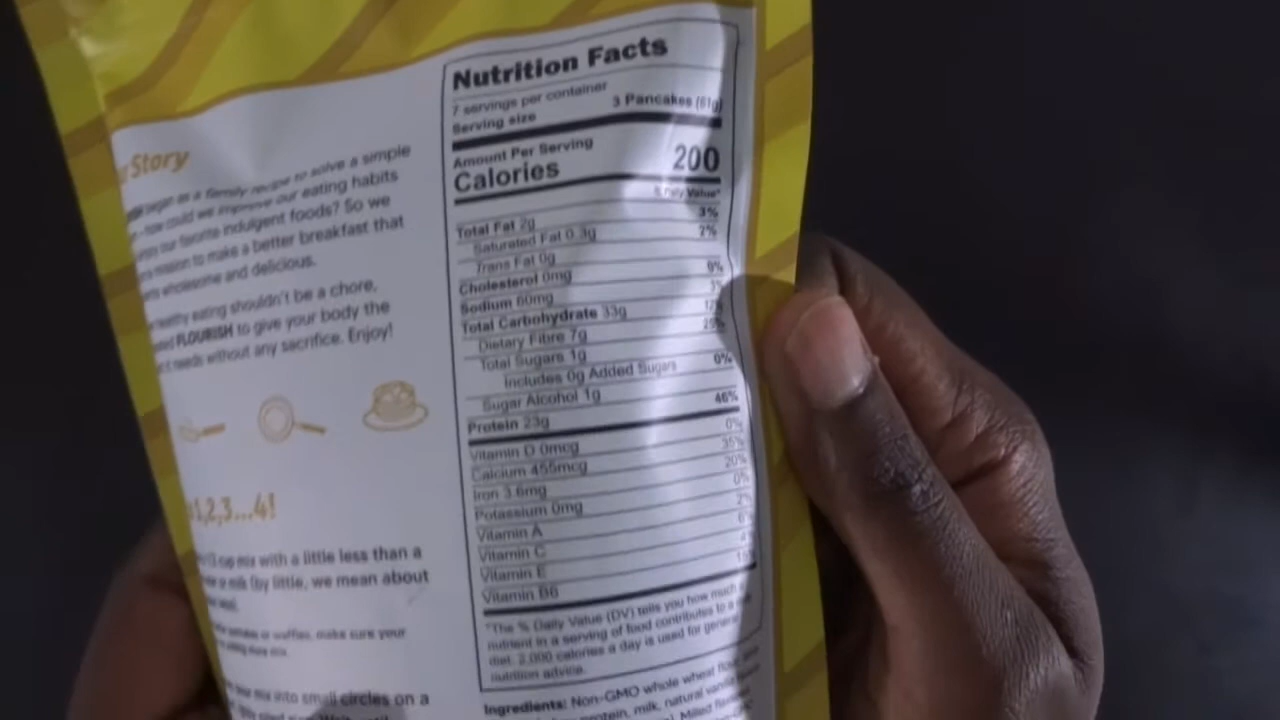 Story
began as a family recipe to solve a simple
how could we improve our eating habits
our favorite indulgent foods? So we
mission to make a better breakfast that
wholesome and delicious.
eating shouldn't be a chore,
FLOURISH to give your body the
needs without any sacrifice. Enjoy!
1,2,3...4!
cup mix with a little less than a
milk (by little, we mean about
or waffles, make sure your
mix into small circles on a
Nutrition Facts
7 servings per container
Serving size 3 Pancakes (61g)
Amount Per Serving
Calories 200
% Daily Value*
Total Fat 2g 3%
Saturated Fat 0.3g 2%
Trans Fat 0g
Cholesterol 0mg 0%
Sodium 60mg 3%
Total Carbohydrate 33g 12%
Dietary Fibre 7g 25%
Total Sugars 1g
Includes 0g Added Sugars 0%
Sugar Alcohol 1g
Protein 23g 46%
Vitamin D 0mcg 0%
Calcium 455mcg 35%
Iron 3.6mg 20%
Potassium 0mg 0%
Vitamin A 2%
Vitamin C 6%
Vitamin E 4%
Vitamin B6 15%
*The % Daily Value (DV) tells you how much
nutrient in a serving of food contributes to a
diet. 2,000 calories a day is used for general
nutrition advice.
Ingredients: Non-GMO whole wheat flour,
protein, milk, natural vanilla
Milled